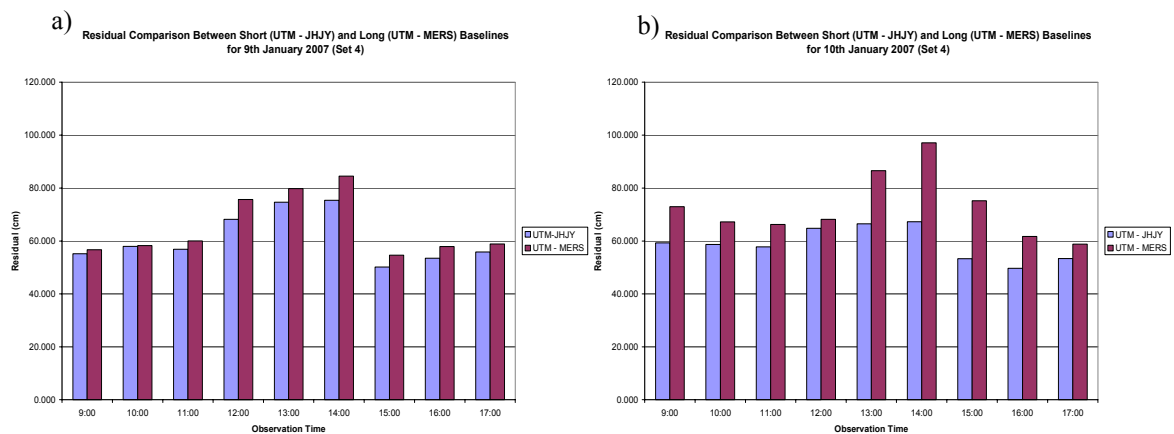 a)
Residual Comparison Between Short (UTM - JHJY) and Long (UTM - MERS) Baselines
for 9th January 2007 (Set 4)
120.000
100.000
80.000
60.000
40.000
20.000
0.000
Residual (cm)
9:00 10:00 11:00 12:00 13:00 14:00 15:00 16:00 17:00
Observation Time
UTM-JHJY
UTM - MERS
b)
Residual Comparison Between Short (UTM - JHJY) and Long (UTM - MERS) Baselines
for 10th January 2007 (Set 4)
120.000
100.000
80.000
60.000
40.000
20.000
0.000
Residual (cm)
9:00 10:00 11:00 12:00 13:00 14:00 15:00 16:00 17:00
Observation Time
UTM - JHJY
UTM - MERS